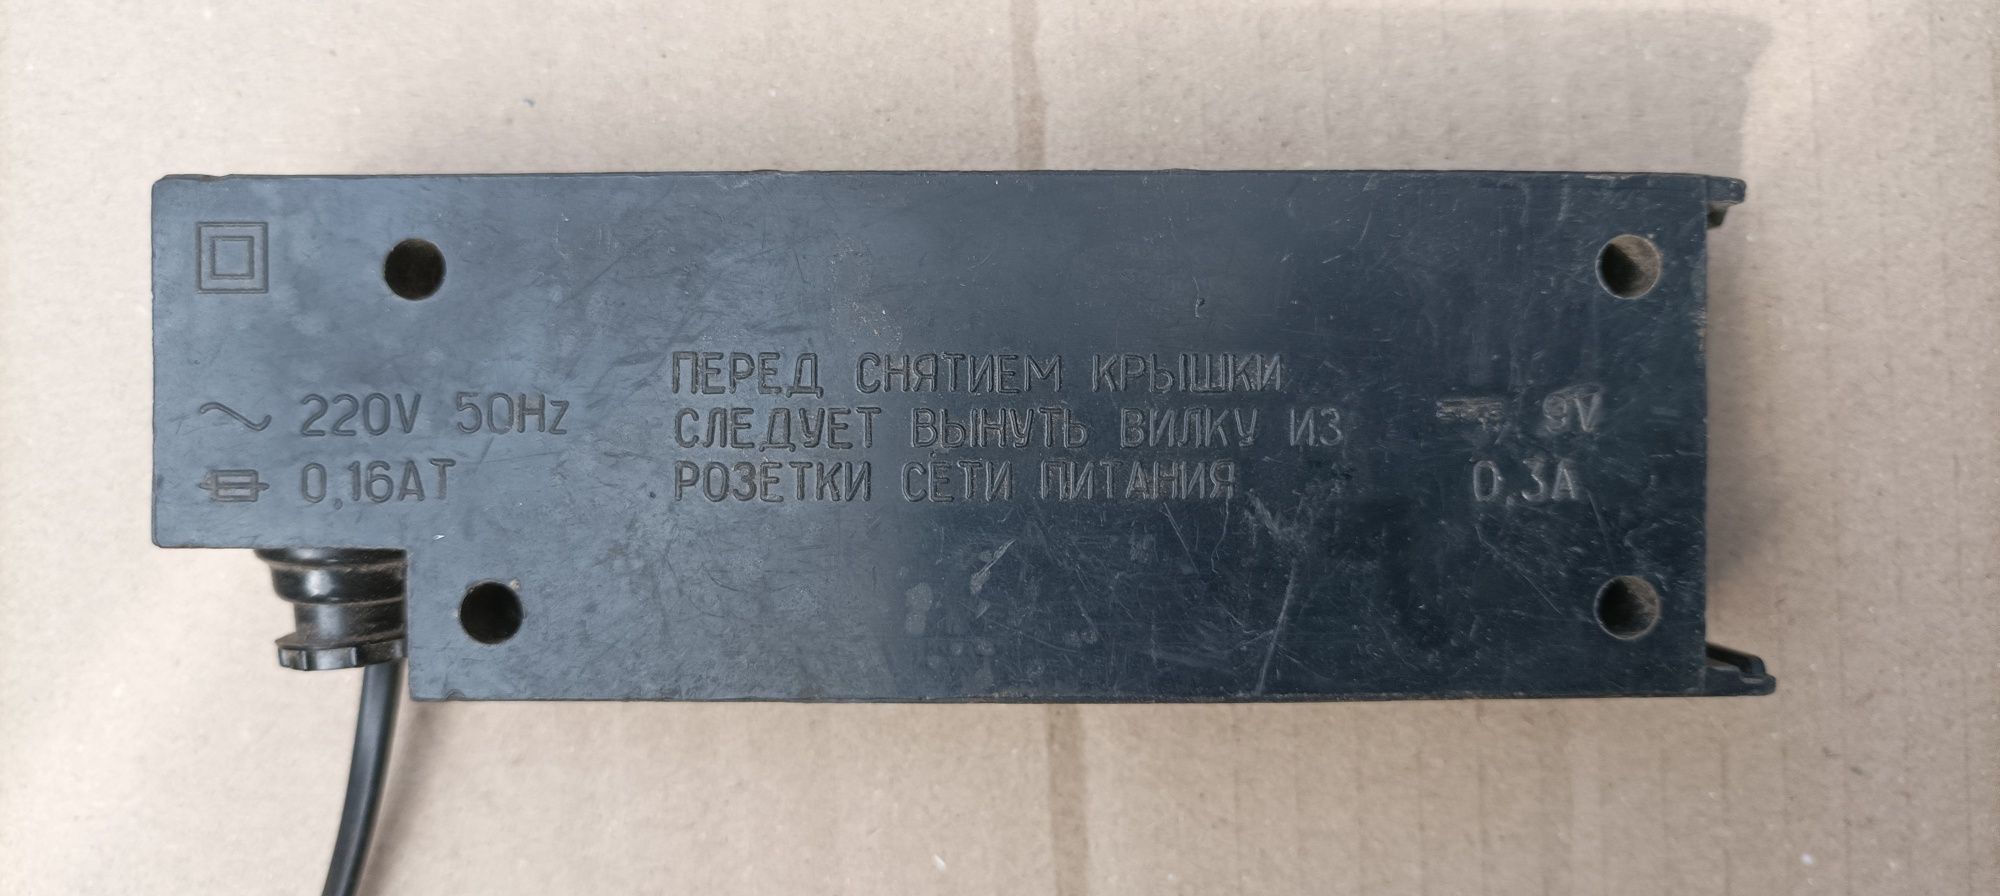 220V 50Hz
0,16AT
ПЕРЕД СНЯТИЕМ КРЫШКИ
СЛЕДУЕТ ВЫНУТЬ ВИЛКУ ИЗ
РОЗЕТКИ СЕТИ ПИТАНИЯ
9V
0,3A